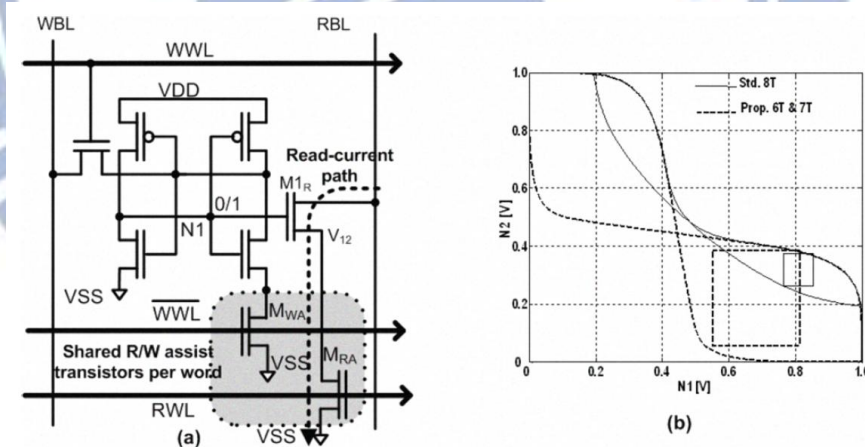 WBL
RBL
WWL
VDD
Read-current
path
M1R
0/1
N1
V12
VSS
WWL
MWA
Shared R/W assist
transistors per word
VSS
MRA
RWL
(a)
VSS
1.0
0.8
0.6
0.4
0.2
0
N2 [V]
Std. 8T
Prop. 6T & 7T
0.2
0.4
0.6
0.8
1.0
N1 [V]
(b)